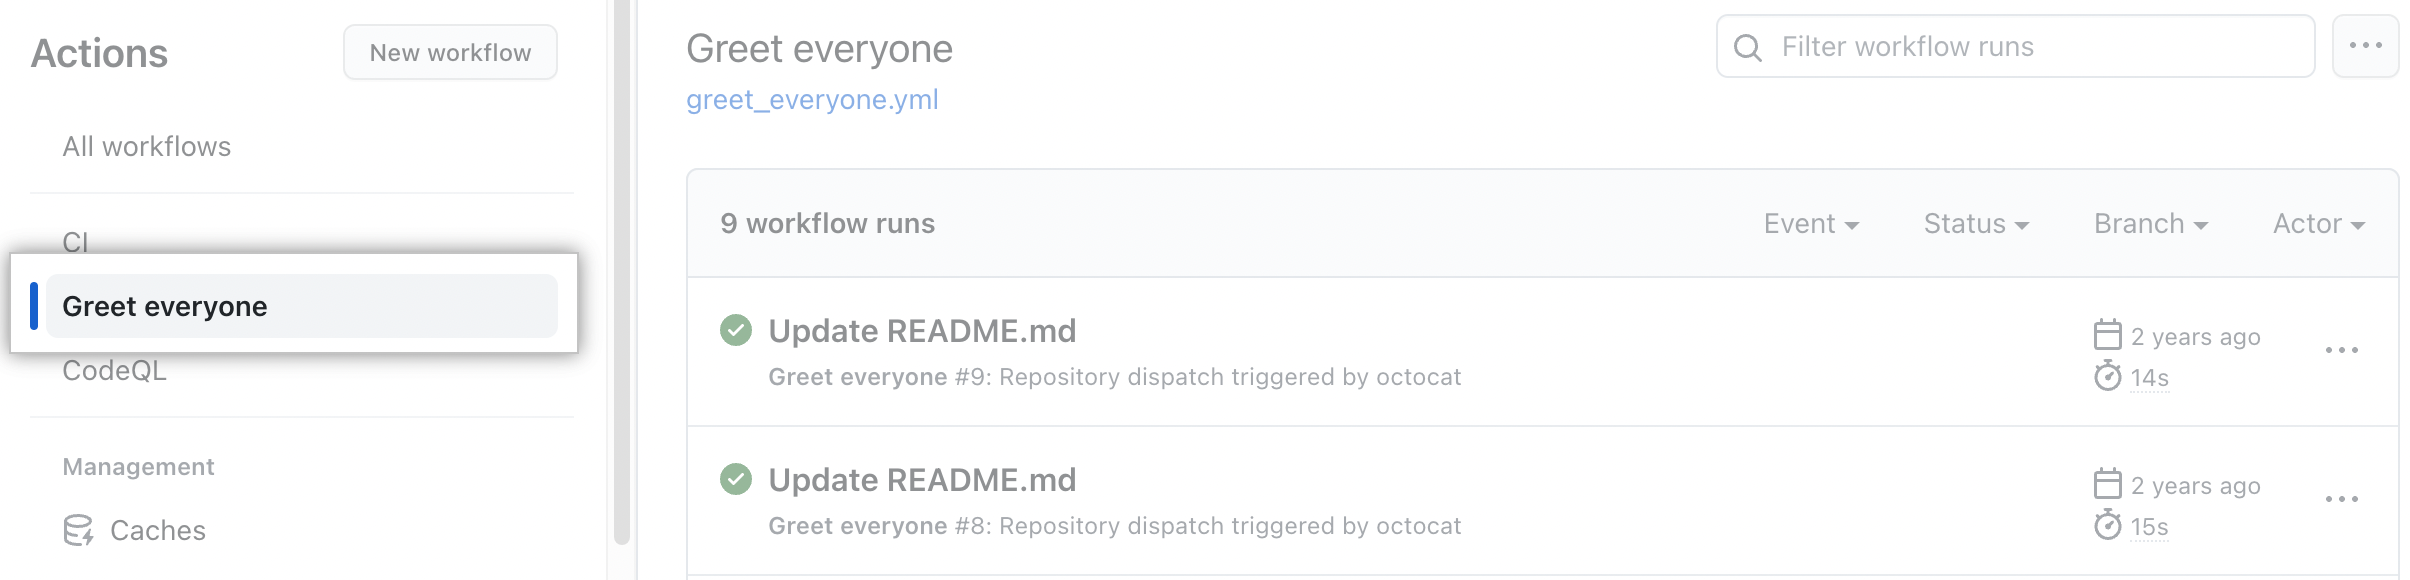 Actions
New workflow
All workflows
CI
Greet everyone
CodeQL
Management
Caches
Greet everyone
greet_everyone.yml
Filter workflow runs
9 workflow runs
Event
Status
Branch
Actor
Update README.md
Greet everyone #9: Repository dispatch triggered by octocat
2 years ago
14s
Update README.md
Greet everyone #8: Repository dispatch triggered by octocat
2 years ago
15s